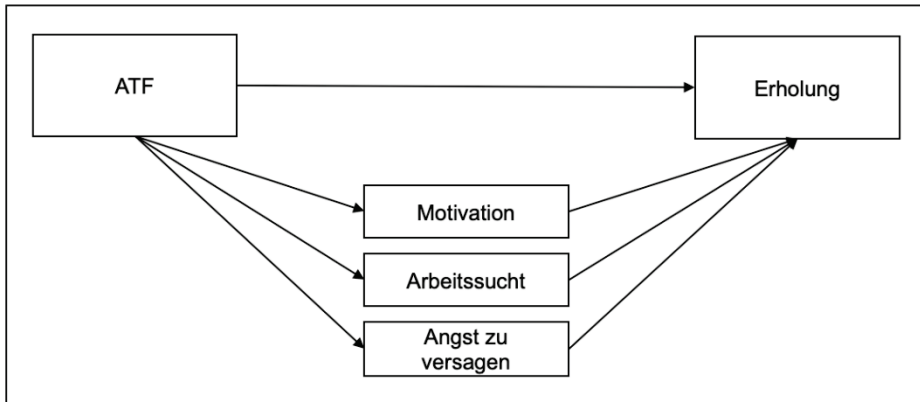 ATF
Erholung
Motivation
Arbeitssucht
Angst zu
versagen